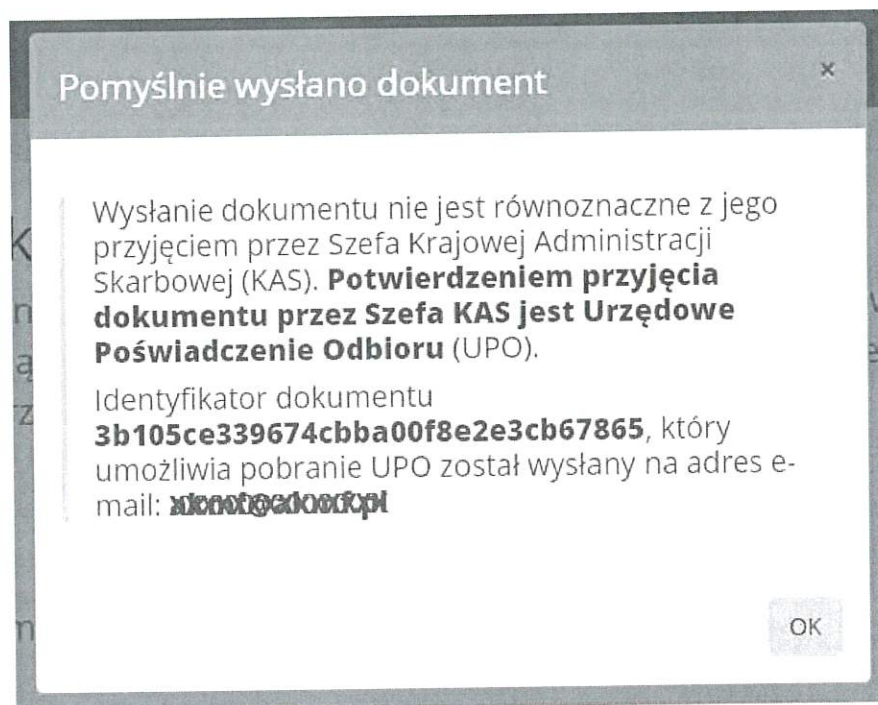 Pomyślnie wysłano dokument
×
Wysłanie dokumentu nie jest równoznaczne z jego
przyjęciem przez Szefa Krajowej Administracji
Skarbowej (KAS). Potwierdzeniem przyjęcia
dokumentu przez Szefa KAS jest Urzędowe
Poświadczenie Odbioru (UPO).
Identyfikator dokumentu
3b105ce339674cbba00f8e2e3cb67865, który
umożliwia pobranie UPO został wysłany na adres e-
mail:
OK